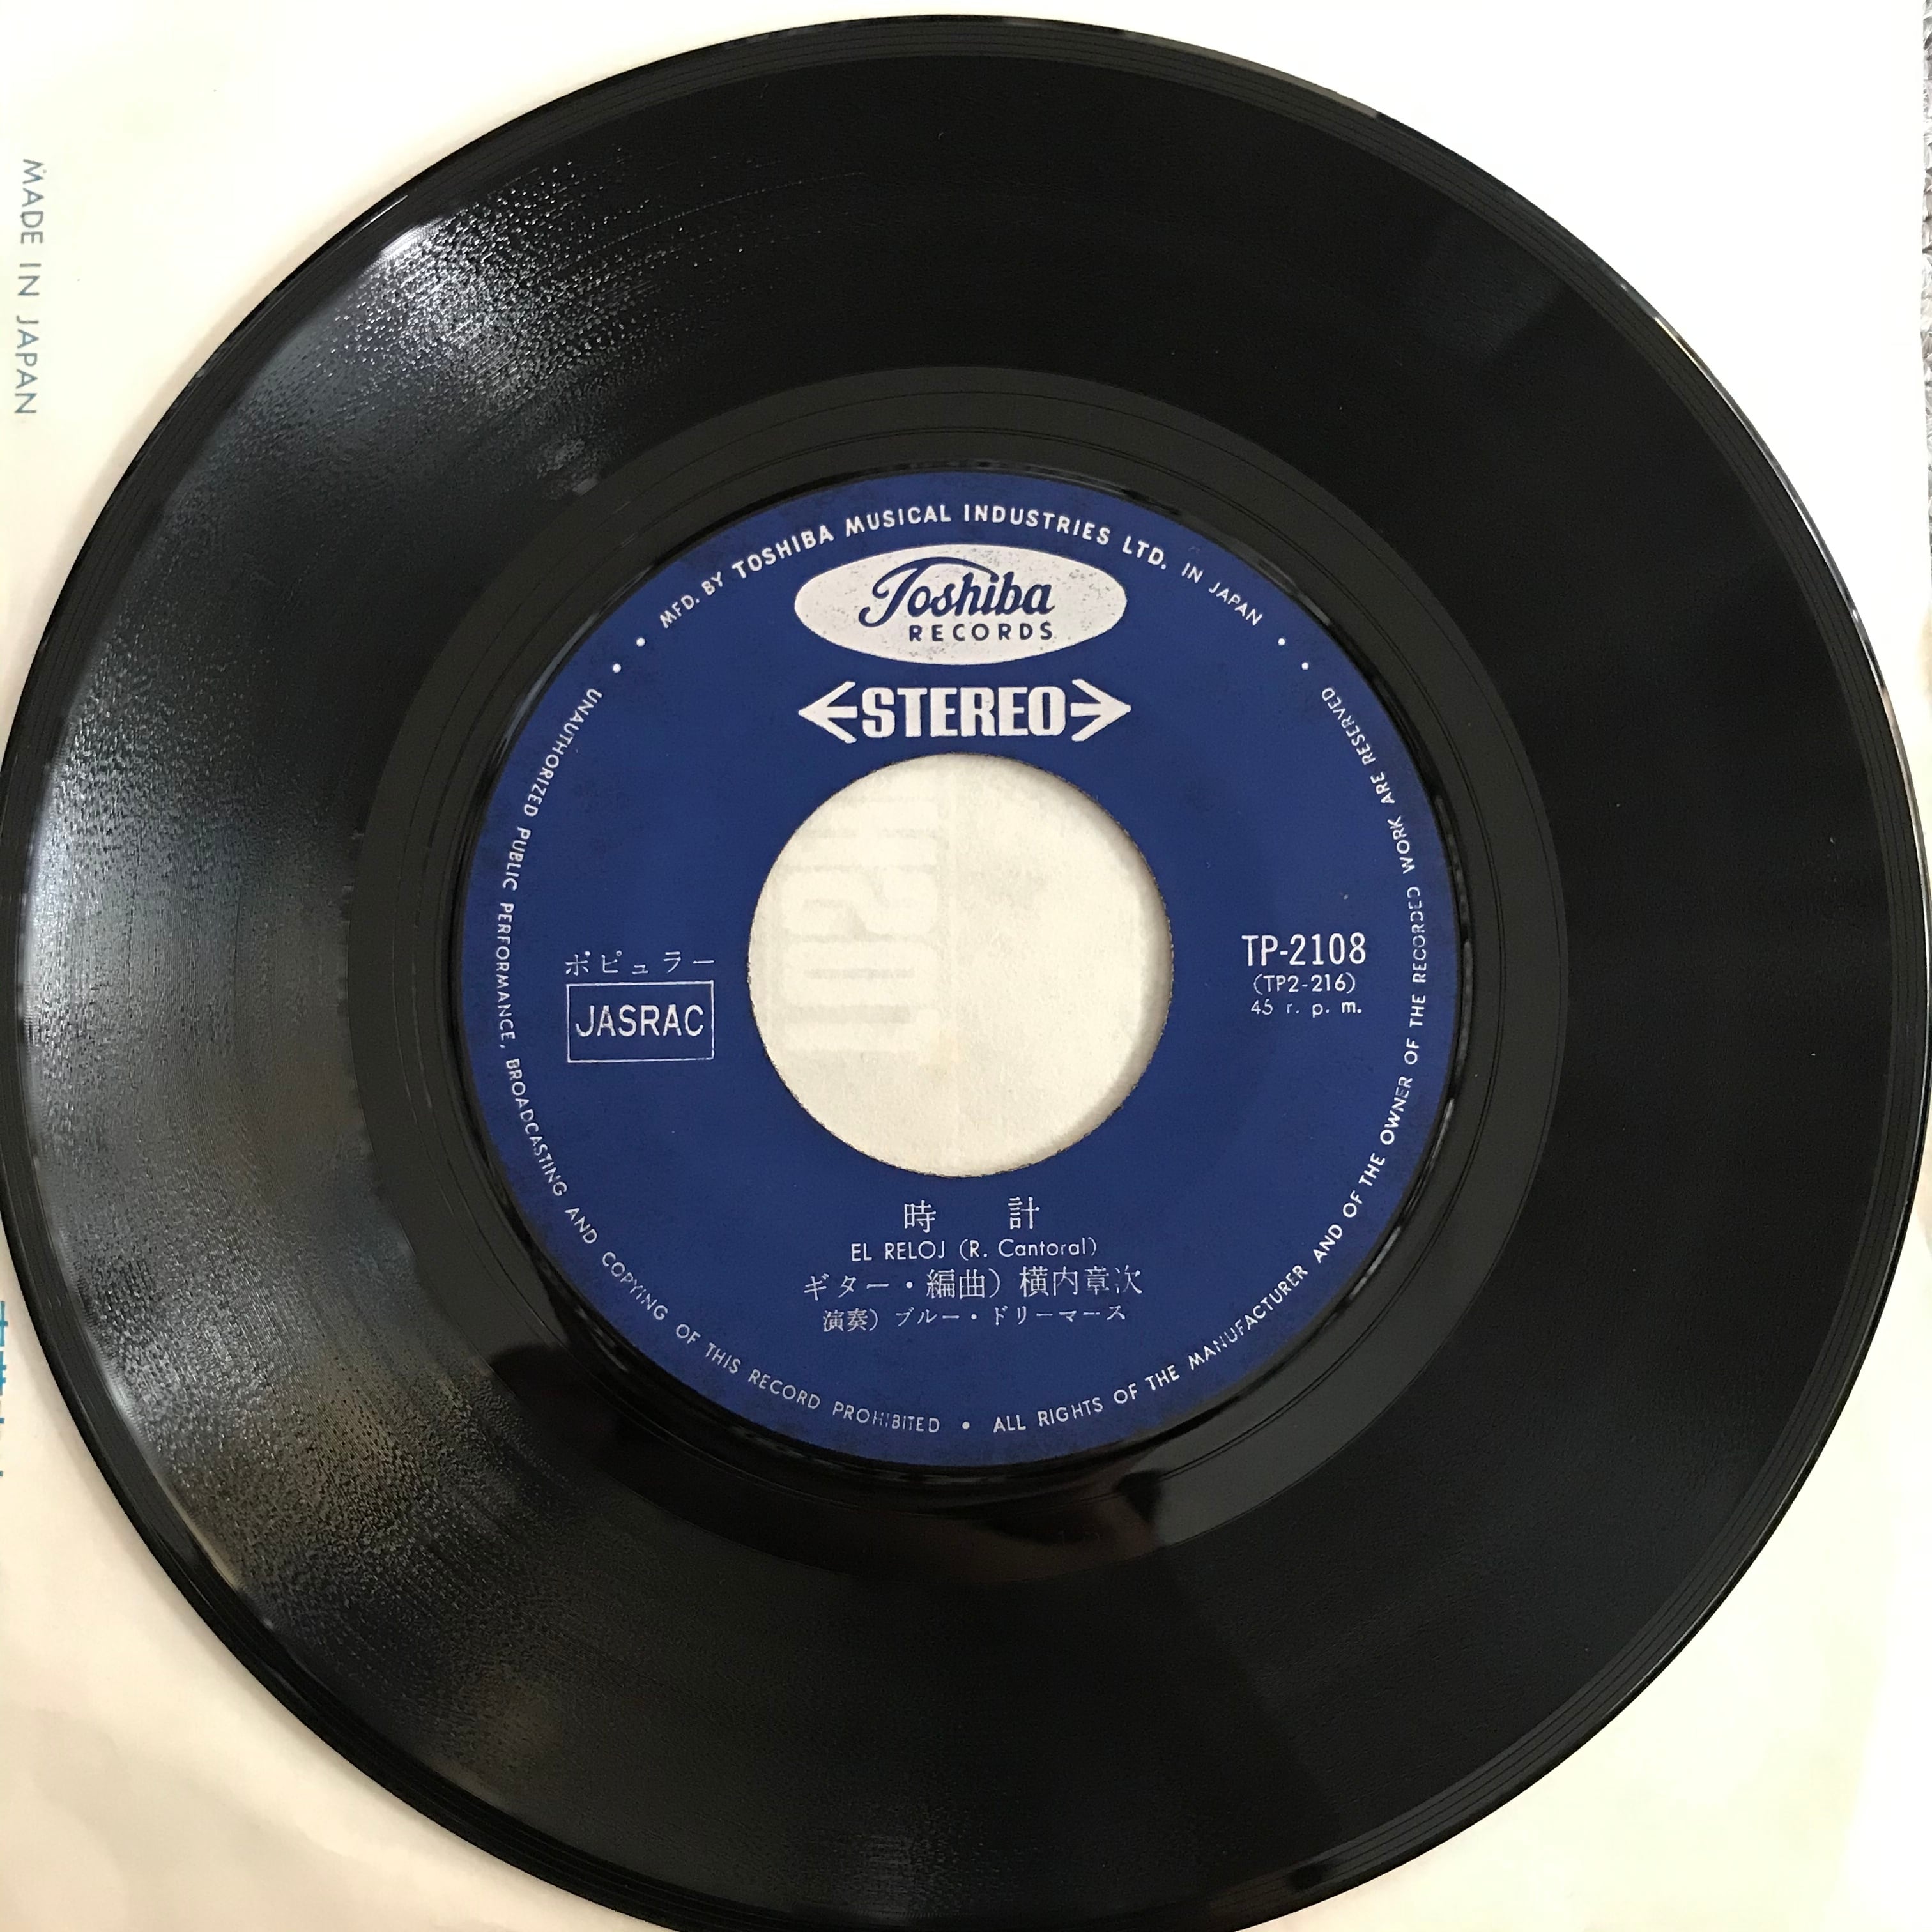 MADE IN JAPAN
MFD. BY TOSHIBA MUSICAL INDUSTRIES LTD. IN JAPAN
Toshiba
RECORDS
STEREO
ポピュラー
JASRAC
TP-2108
(TP2-216)
45 r. p. m.
時 計
EL RELOJ (R. Cantoral)
ギター・編曲) 横内章次
演奏) ブルー・ドリーマース
UNAUTHORIZED PUBLIC PERFORMANCE, BROADCASTING AND COPYING OF THIS RECORD PROHIBITED • ALL RIGHTS OF THE MANUFACTURER AND OF THE OWNER OF THE RECORDED WORK ARE RESERVED